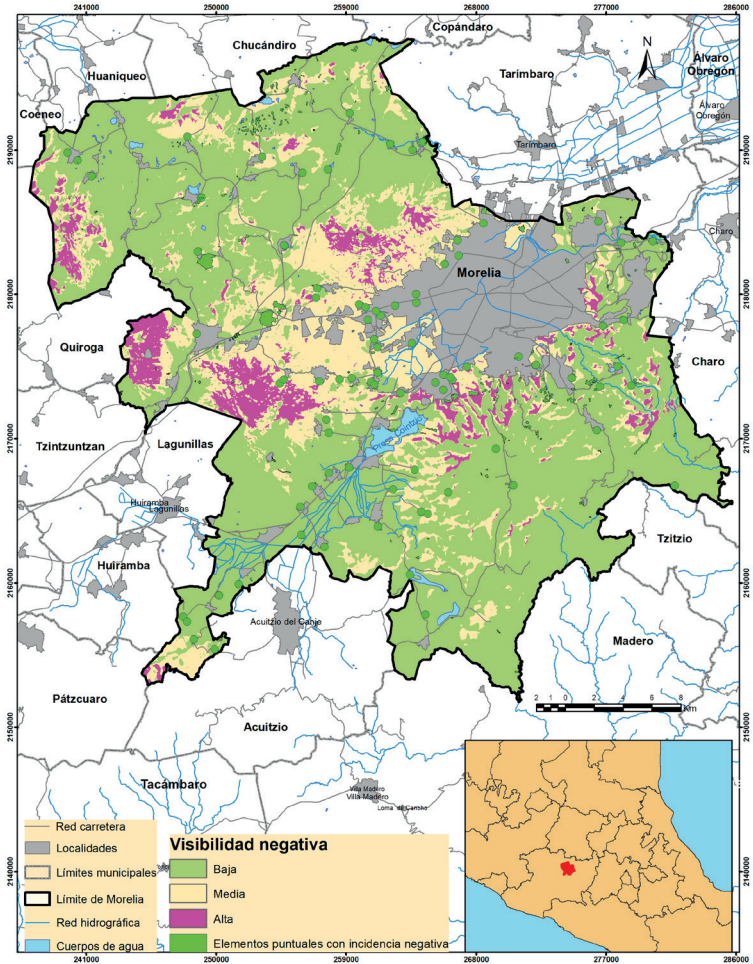 241000
250000
259000
268000
277000
286000
Copándaro
Chucándiro
N
Huaniqueo
Tarímbaro
Álvaro
Obregón
Coeneo
Álvaro
Obregón
2190000
2190000
Tarímbaro
Charo
Morelia
2180000
2180000
Quiroga
Charo
2170000
2170000
Tzintzuntzan
Lagunillas
Presa Cointzio
Huiramba
Lagunillas
Tzitzio
Huiramba
2160000
2160000
Acuitzio del Canje
Madero
Pátzcuaro
2 1 0 2 4 6 8
Km
2150000
2150000
Acuitzio
Tacámbaro
Villa Madero
Villa Madero
Red carretera
Localidades
Límites municipales
Límite de Morelia
Red hidrográfica
Cuerpos de agua
Visibilidad negativa
Baja
Media
Alta
Elementos puntuales con incidencia negativa
2140000
2140000
241000
250000
259000
268000
277000
286000